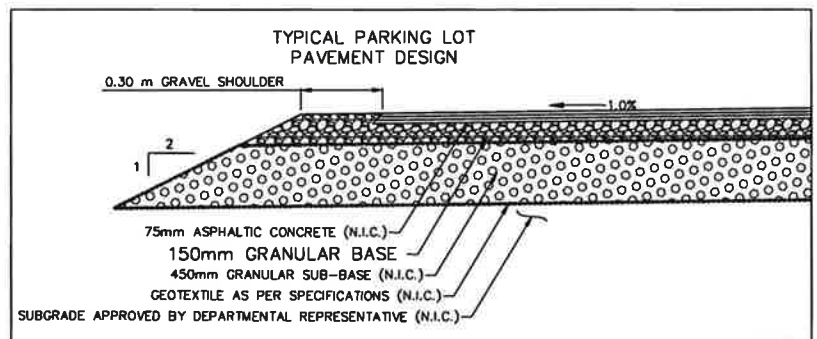 TYPICAL PARKING LOT
PAVEMENT DESIGN
0.30 m GRAVEL SHOULDER
1.0%
2
1
75mm ASPHALTIC CONCRETE (N.I.C.)
150mm GRANULAR BASE
450mm GRANULAR SUB-BASE (N.I.C.)
GEOTEXTILE AS PER SPECIFICATIONS (N.I.C.)
SUBGRADE APPROVED BY DEPARTMENTAL REPRESENTATIVE (N.I.C.)